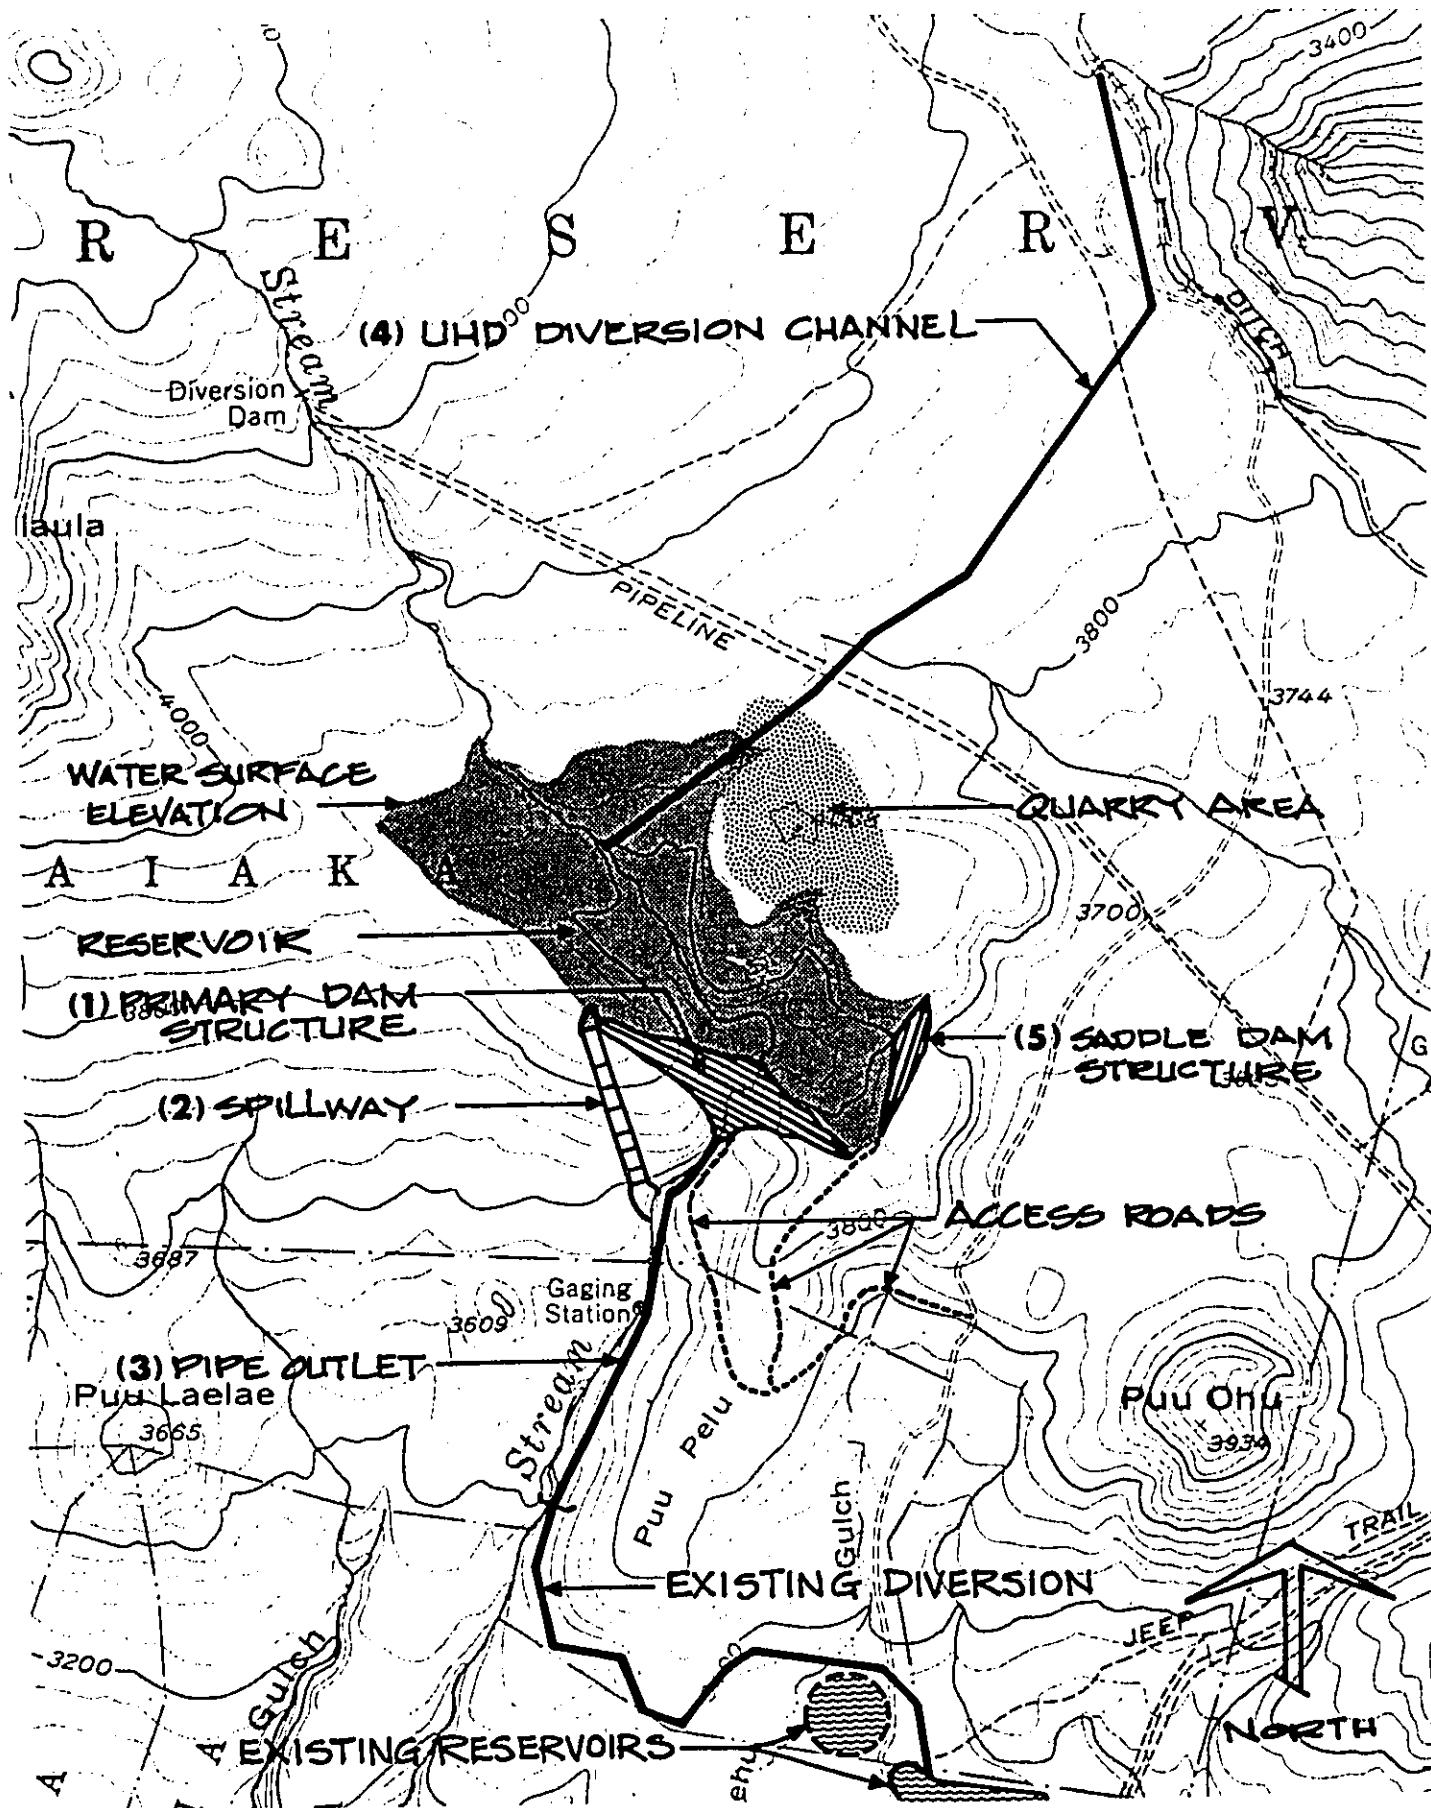 3400
R E S E R V.
Stream
00
(4) UHD DIVERSION CHANNEL
DITCH
Diversion
Dam
laula
PIPELINE
3800
3744
4000
WATER SURFACE
ELEVATION
QUARRY AREA
A I A K A
3700
RESERVOIR
(1) PRIMARY DAM
STRUCTURE
(5) SADDLE DAM
STRUCTURE
G
(2) SPILLWAY
3800
ACCESS ROADS
3687
Gaging
Station
3609
(3) PIPE OUTLET
Puu Laelae
3665
Stream
Puu Pelu
Puu Ohu
3934
Gulch
TRAIL
EXISTING DIVERSION
JEEP
3200
Gulch
00
NORTH
EXISTING RESERVOIRS
A
A
ehu